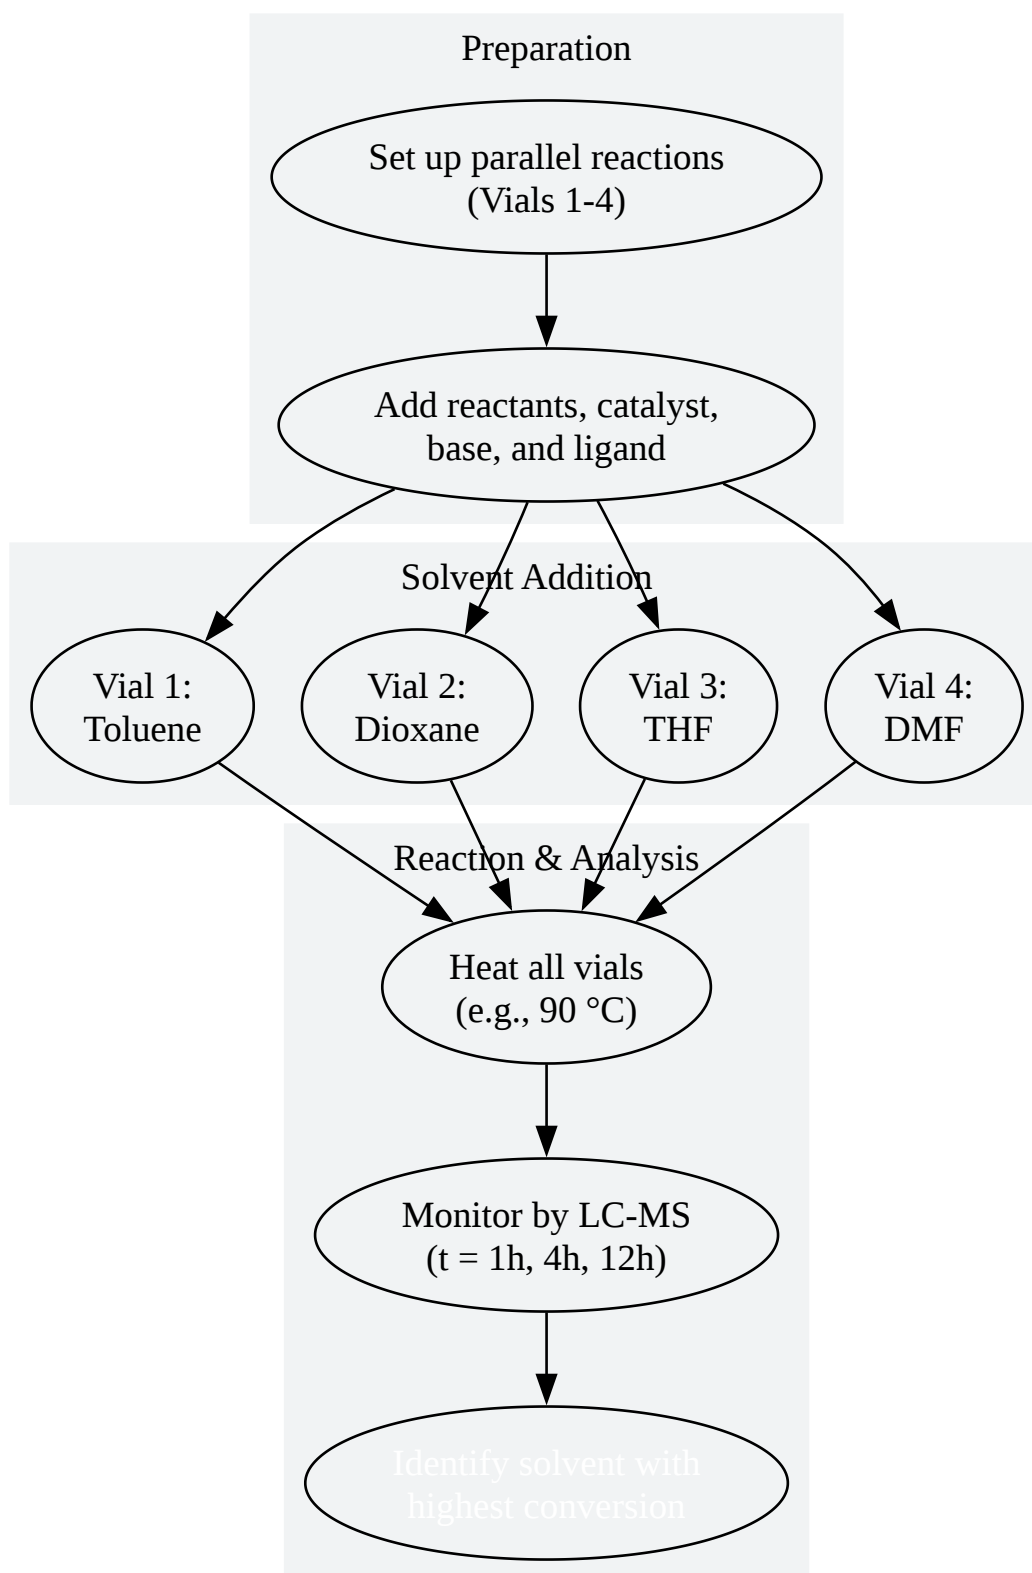 Preparation
Set up parallel reactions
(Vials 1-4)
Add reactants, catalyst,
base, and ligand
Solvent Addition
Vial 1:
Toluene
Vial 2:
Dioxane
Vial 3:
THF
Vial 4:
DMF
Reaction & Analysis
Heat all vials
(e.g., 90 °C)
Monitor by LC-MS
(t = 1h, 4h, 12h)
Identify solvent with
highest conversion